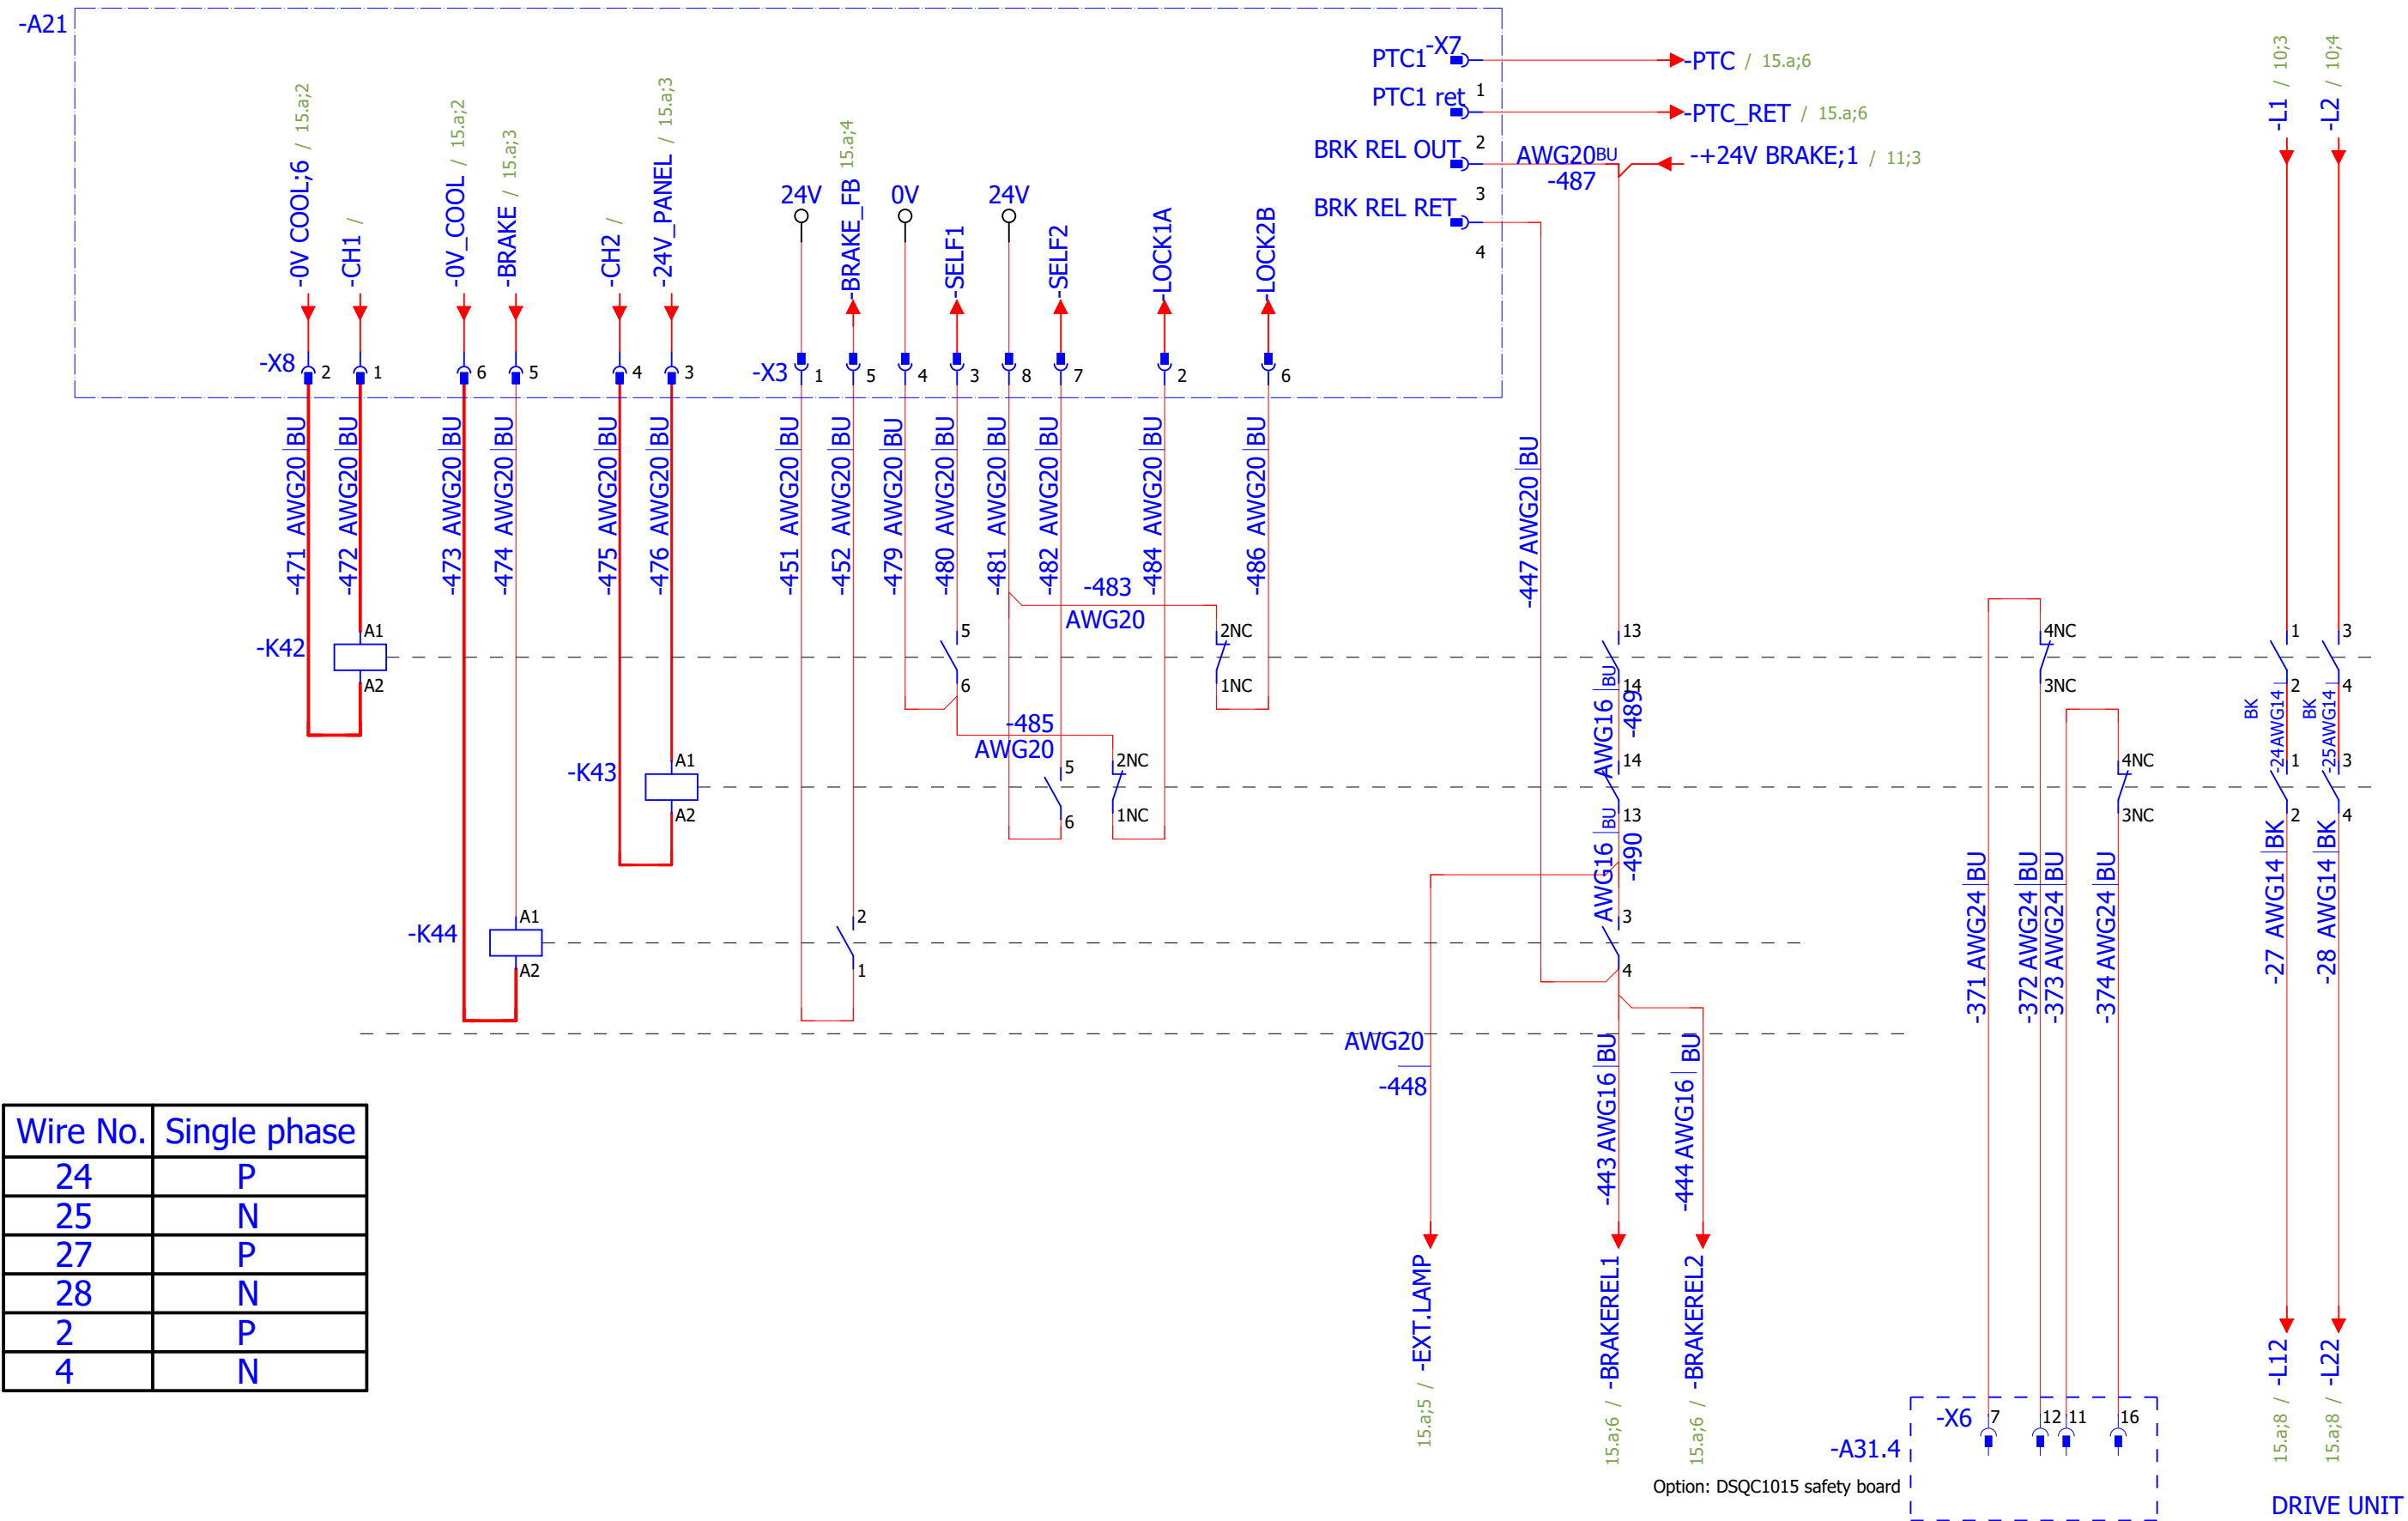 -A21
-0V COOL;6 / 15.a;2
-CH1 /
-0V_COOL / 15.a;2
-BRAKE / 15.a;3
-CH2 /
-24V_PANEL / 15.a;3
24V
-BRAKE_FB 15.a;4
0V
-SELF1
24V
-SELF2
-LOCK1A
-LOCK2B
PTC1
-X7
-PTC / 15.a;6
PTC1 ret
1
-PTC_RET / 15.a;6
BRK REL OUT
2
AWG20 BU
-487
-+24V BRAKE;1 / 11;3
BRK REL RET
3
4
-L1 / 10;3
-L2 / 10;4
-X8
2
1
6
5
4
3
-X3
1
5
4
3
8
7
2
6
-471 AWG20 BU
-472 AWG20 BU
-473 AWG20 BU
-474 AWG20 BU
-475 AWG20 BU
-476 AWG20 BU
-451 AWG20 BU
-452 AWG20 BU
-479 AWG20 BU
-480 AWG20 BU
-481 AWG20 BU
-482 AWG20 BU
-484 AWG20 BU
-486 AWG20 BU
-447 AWG20 BU
-483
AWG20
-K42
A1
A2
5
6
2NC
1NC
13
14
4NC
3NC
1
2
3
4
AWG16 BU
-489
BK
-24AWG14
BK
-25AWG14
-485
AWG20
-K43
A1
A2
5
6
2NC
1NC
14
13
4NC
3NC
1
2
3
4
AWG16 BU
-490
-K44
A1
A2
2
1
3
4
-371 AWG24 BU
-372 AWG24 BU
-373 AWG24 BU
-374 AWG24 BU
-27 AWG14 BK
-28 AWG14 BK
AWG20
-448
-443 AWG16 BU
-444 AWG16 BU
15.a;5 / -EXT.LAMP
15.a;6 / -BRAKEREL1
15.a;6 / -BRAKEREL2
15.a;8 / -L12
15.a;8 / -L22
Wire No. Single phase
24 P
25 N
27 P
28 N
2 P
4 N
-X6
7
12
11
16
-A31.4
Option: DSQC1015 safety board
DRIVE UNIT